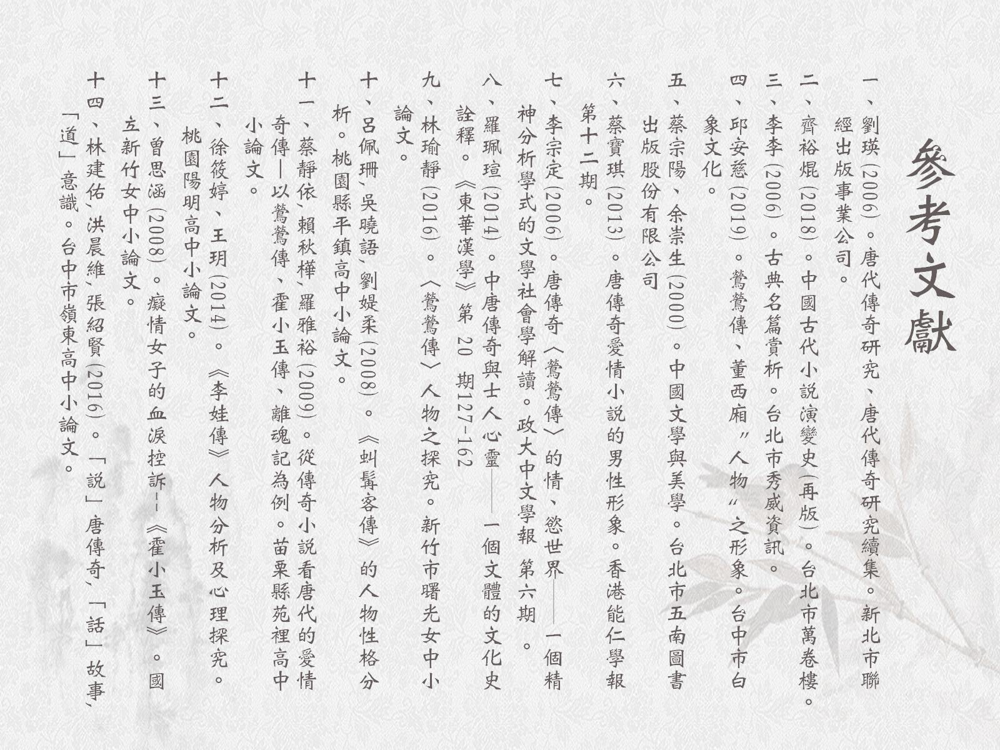 參考文獻
一、劉瑛(2006)。唐代傳奇研究、唐代傳奇研究續集。新北市聯
經出版事業公司。
二、齊裕焜(2018)。中國古代小說演變史(再版)。台北市萬卷樓。
三、李李(2006)。古典名篇賞析。台北市秀威資訊。
四、邱安慈(2019)。鶯鶯傳、董西廂〞人物〞之形象。台中市白
象文化。
五、蔡宗陽、余崇生(2000)。中國文學與美學。台北市五南圖書
出版股份有限公司
六、蔡寶琪(2013)。唐傳奇愛情小說的男性形象。香港能仁學報
第十二期。
七、李宗定(2006)。唐傳奇〈鶯鶯傳〉的情、慾世界──一個精
神分析學式的文學社會學解讀。政大中文學報 第六期 。
八、羅珮瑄(2014)。中唐傳奇與士人心靈──一個文體的文化史
詮釋。《東華漢學》第 20 期127-162
九、林瑜靜(2016)。〈鶯鶯傳〉人物之探究。新竹市曙光女中小
論文。
十、呂佩珊,吳曉語,劉媞柔(2008)。《虯髯客傳》的人物性格分
析。桃園縣平鎮高中小論文。
十一、蔡靜依,賴秋樺,羅雅裕(2009)。從傳奇小說看唐代的愛情
奇傳—以鶯鶯傳、霍小玉傳、離魂記為例。苗栗縣苑裡高中
小論文。
十二、徐筱婷、王玥(2014)。《李娃傳》人物分析及心理探究。
桃園陽明高中小論文。
十三、曾思涵(2008)。癡情女子的血淚控訴--《霍小玉傳》。國
立新竹女中小論文。
十四、林建佑,洪晨維,張紹賢(2016)。「說」唐傳奇,「話」故事,
「道」意識。台中市嶺東高中小論文。